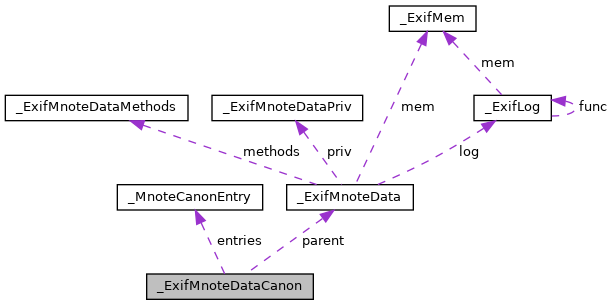 _ExifMem
mem
_ExifMnoteDataMethods
_ExifMnoteDataPriv
_ExifLog
func
mem
methods
priv
log
_MnoteCanonEntry
_ExifMnoteData
entries
parent
_ExifMnoteDataCanon